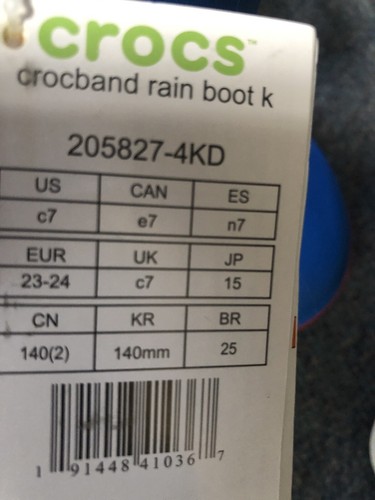 crocs™
crocband rain boot k
205827-4KD
US CAN ES
c7 e7 n7
EUR UK JP
23-24 c7 15
CN KR BR
140(2) 140mm 25
1 91448 41036 7